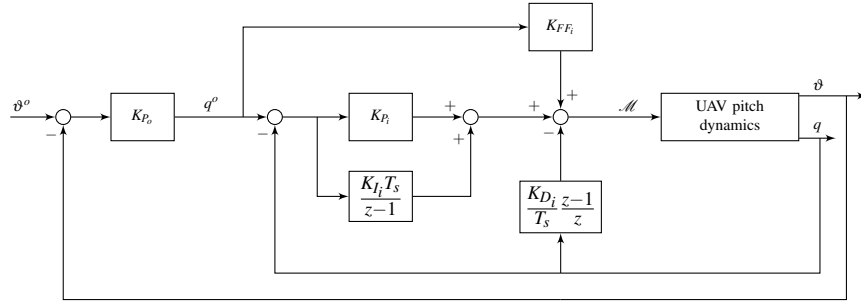 K_{FF_i}
ϑ^o
−
K_{P_o}
q^o
−
K_{P_i}
+
+
+
+
−
ℳ
UAV pitch
dynamics
ϑ
q
K_{I_i} T_s
z−1
K_{D_i} z−1
T_s z